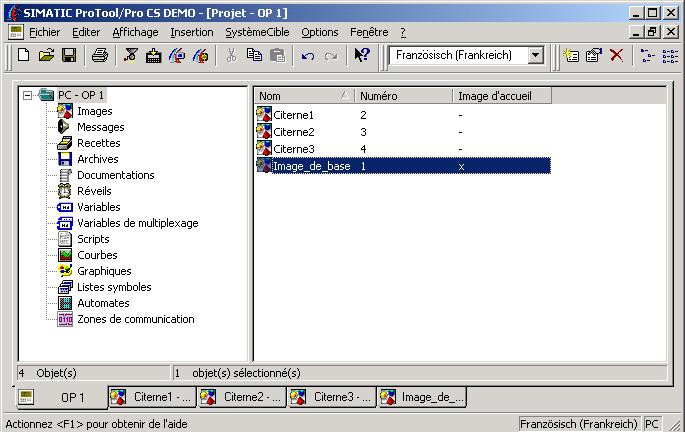 SIMATIC ProTool/Pro CS DEMO - [Projet - OP 1]
Fichier Editer Affichage Insertion SystèmeCible Options Fenêtre ?
Französisch (Frankreich)
PC - OP 1
Images
Messages
Recettes
Archives
Documentations
Réveils
Variables
Variables de multiplexage
Scripts
Courbes
Graphiques
Listes symboles
Automates
Zones de communication
Nom Numéro Image d'accueil
Citerne1 2 -
Citerne2 3 -
Citerne3 4 -
Image_de_base 1 x
4 Objet(s) 1 objet(s) sélectionné(s)
OP 1 Citerne1 - ... Citerne2 - ... Citerne3 - ... Image_de_...
Actionnez <F1> pour obtenir de l'aide Französisch (Frankreich) PC